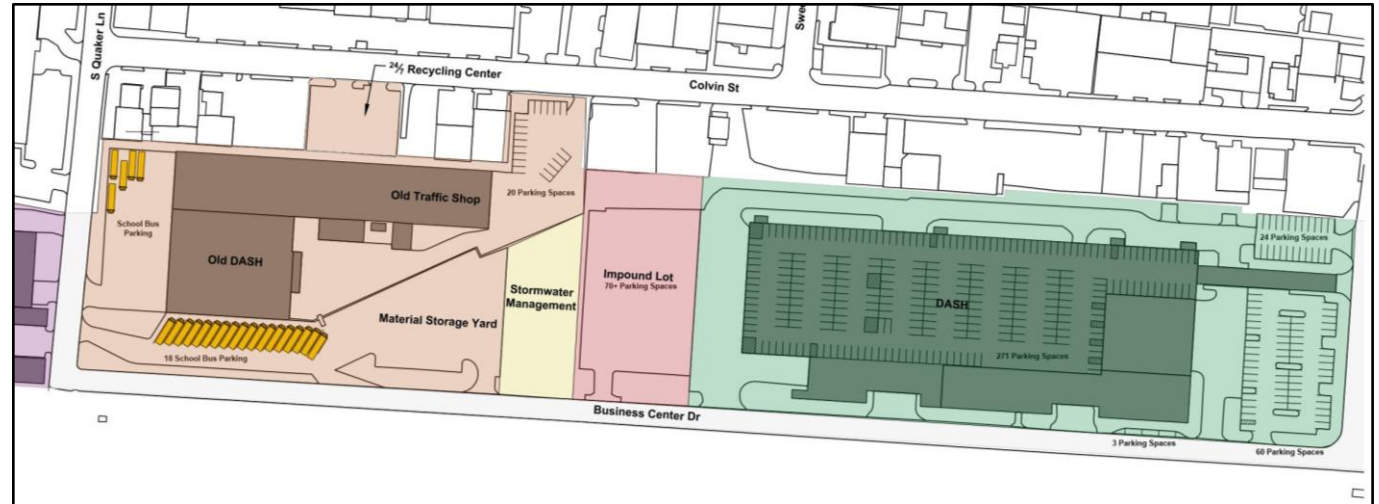 S Quaker Ln
24/7 Recycling Center
Colvin St
Old Traffic Shop
20 Parking Spaces
School Bus
Parking
Old DASH
Stormwater
Management
Impound Lot
70+ Parking Spaces
24 Parking Spaces
DASH
Material Storage Yard
18 School Bus Parking
271 Parking Spaces
Business Center Dr
3 Parking Spaces
60 Parking Spaces